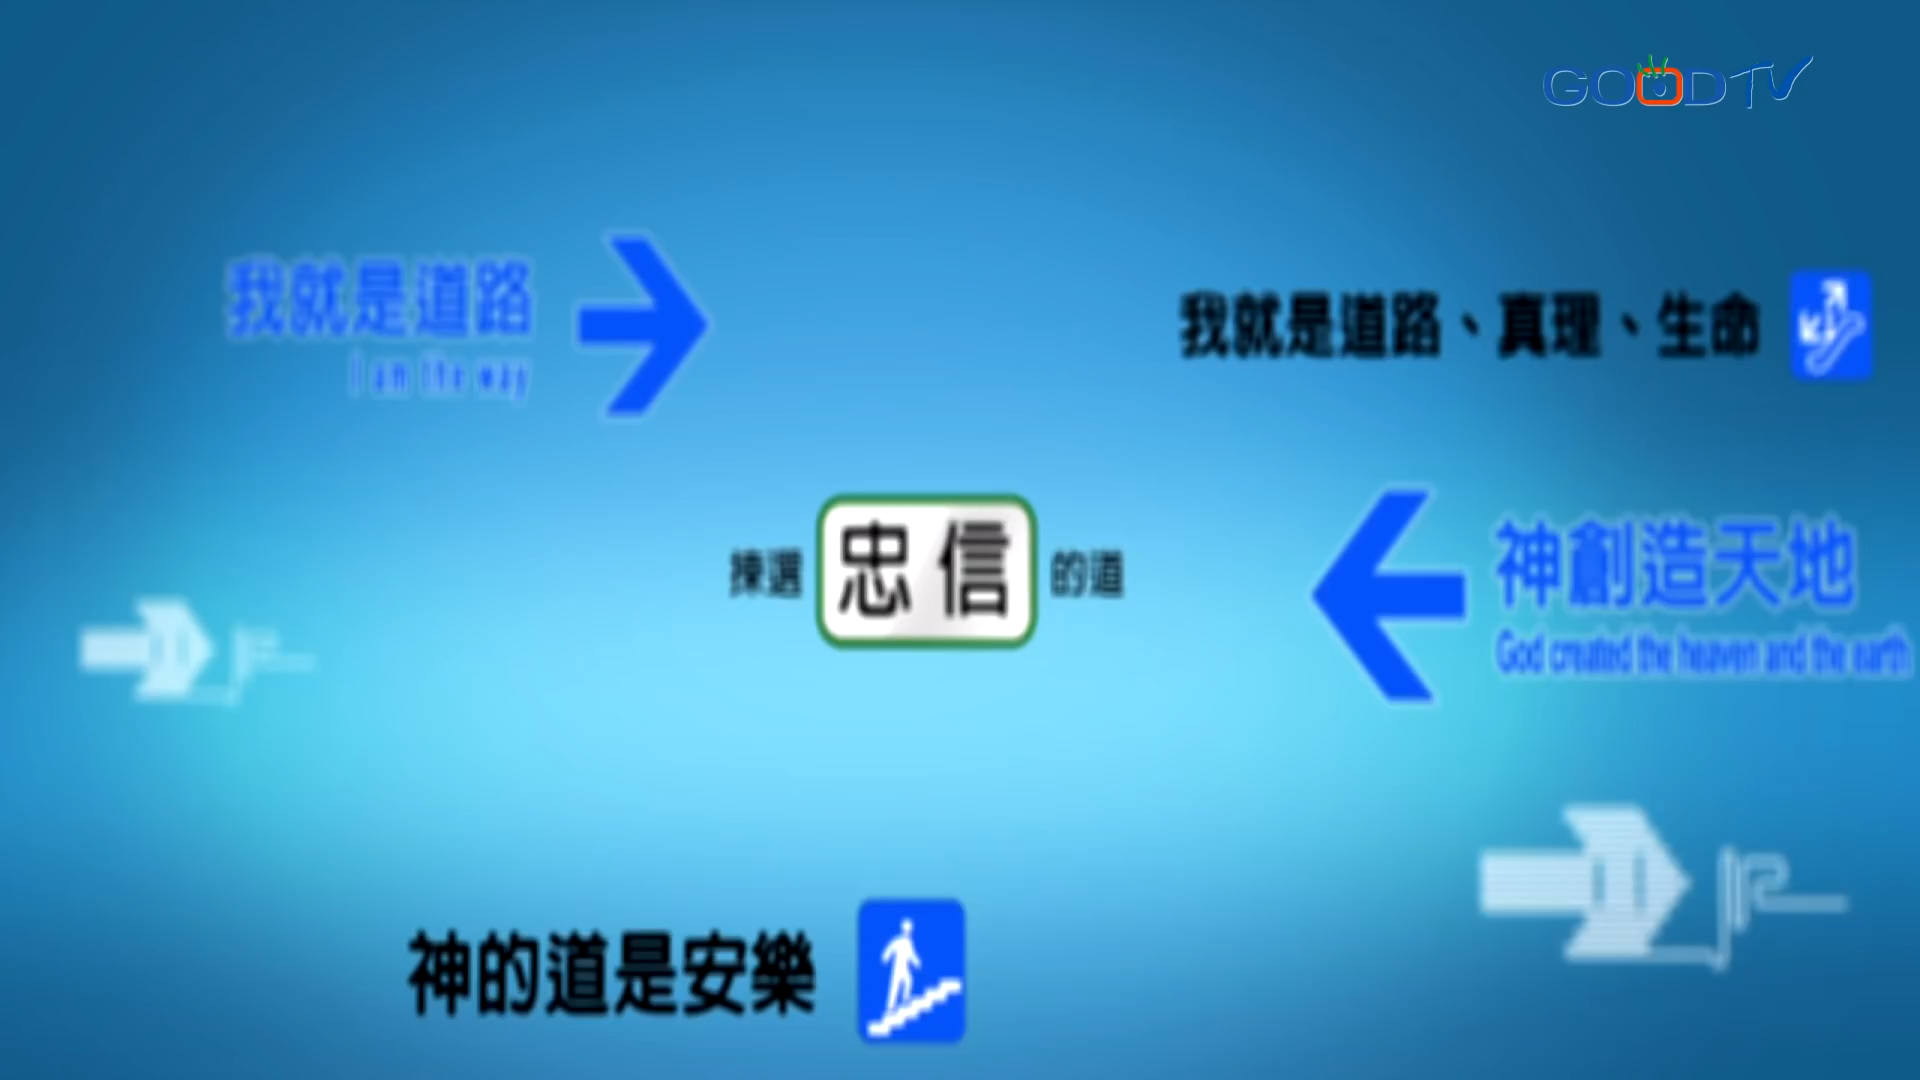 GOODTV
我就是道路
I am the way
我就是道路、真理、生命
揀選 忠信 的道
神創造天地
God created the heaven and the earth
神的道是安樂